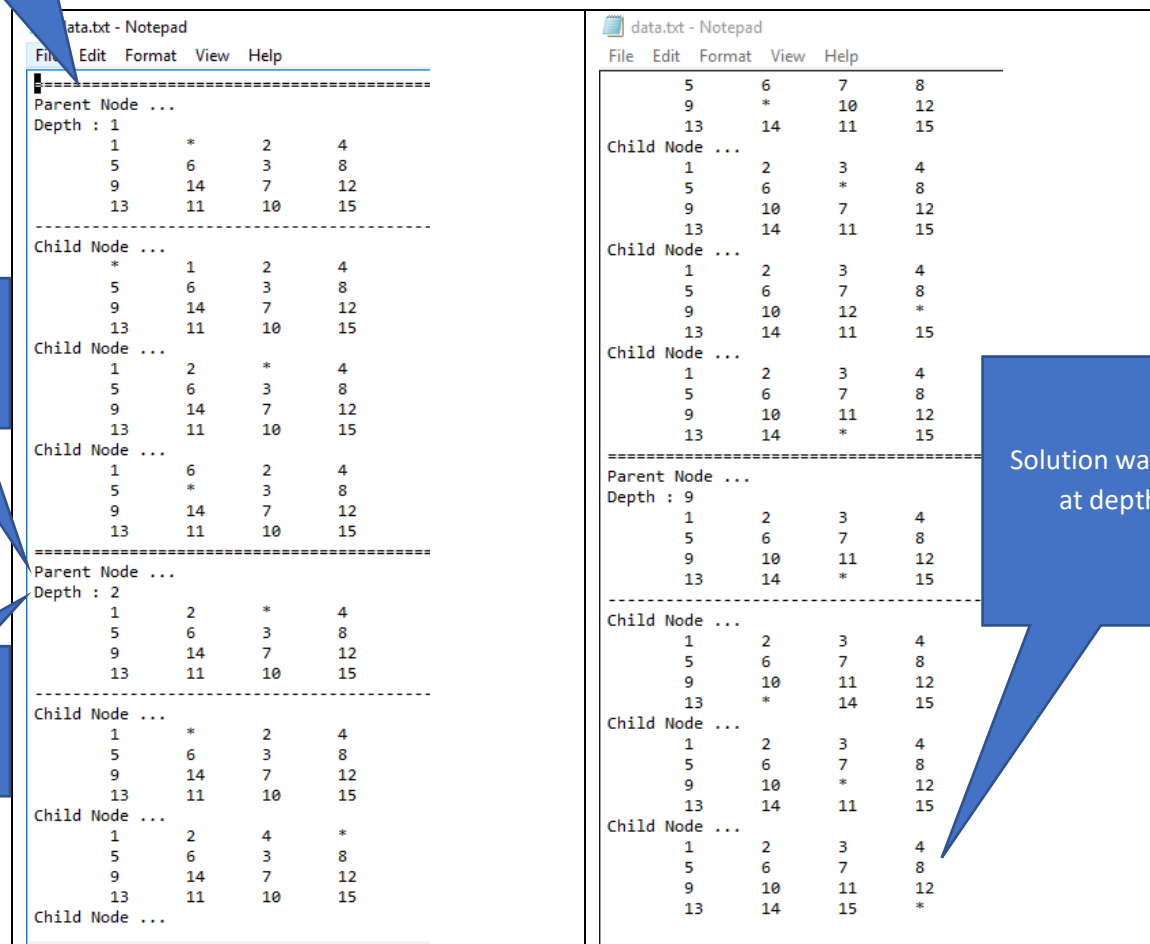 data.txt - Notepad
File Edit Format View Help
==========================================
Parent Node ...
Depth : 1
1 * 2 4
5 6 3 8
9 14 7 12
13 11 10 15
------------------------------------------
Child Node ...
* 1 2 4
5 6 3 8
9 14 7 12
13 11 10 15
Child Node ...
1 2 * 4
5 6 3 8
9 14 7 12
13 11 10 15
Child Node ...
1 6 2 4
5 * 3 8
9 14 7 12
13 11 10 15
==========================================
Parent Node ...
Depth : 2
1 2 * 4
5 6 3 8
9 14 7 12
13 11 10 15
------------------------------------------
Child Node ...
1 * 2 4
5 6 3 8
9 14 7 12
13 11 10 15
Child Node ...
1 2 4 *
5 6 3 8
9 14 7 12
13 11 10 15
Child Node ...
data.txt - Notepad
File Edit Format View Help
5 6 7 8
9 * 10 12
13 14 11 15
Child Node ...
1 2 3 4
5 6 * 8
9 10 7 12
13 14 11 15
Child Node ...
1 2 3 4
5 6 7 8
9 10 12 *
13 14 11 15
Child Node ...
1 2 3 4
5 6 7 8
9 10 11 12
13 14 * 15
==========================================
Parent Node ...
Depth : 9
1 2 3 4
5 6 7 8
9 10 11 12
13 14 * 15
------------------------------------------
Child Node ...
1 2 3 4
5 6 7 8
9 10 11 12
13 * 14 15
Child Node ...
1 2 3 4
5 6 7 8
9 10 * 12
13 14 11 15
Child Node ...
1 2 3 4
5 6 7 8
9 10 11 12
13 14 15 *
Solution wa
at depth